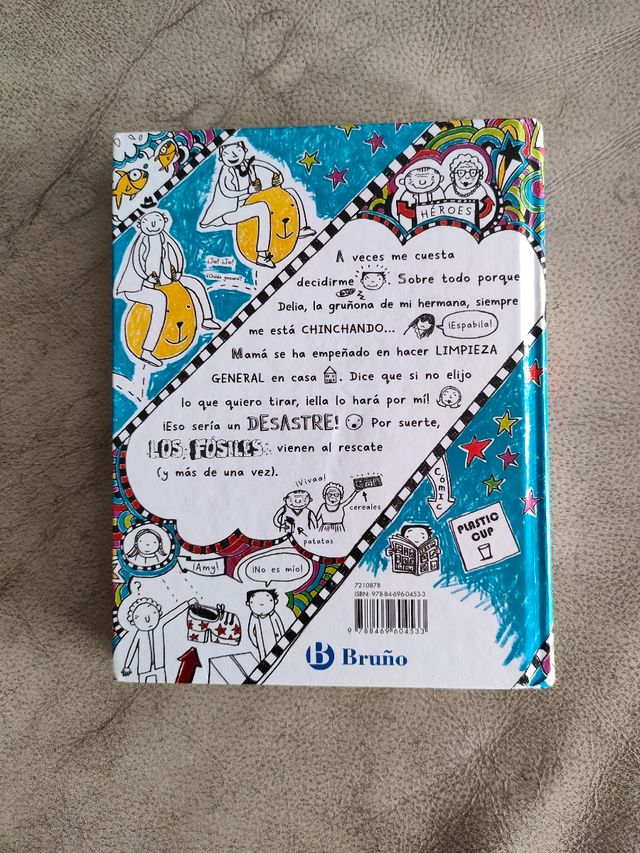 HÉROES
¡Je! ¡Je!
A veces me cuesta
decidirme. Sobre todo porque
Delia, la gruñona de mi hermana, siempre
me está CHINCHANDO...
¡Espabila!
Mamá se ha empeñado en hacer LIMPIEZA
GENERAL en casa. Dice que si no elijo
lo que quiero tirar, ¡ella lo hará por mí!
¡Eso sería un DESASTRE! Por suerte,
LOS FÓSILES vienen al rescate
(y más de una vez).
¡Vivaa!
cereales
patatas
CÓMIC
PLASTIC
CUP
¡Amy!
¡No es mío!
?
7210878
ISBN: 978-84-696-0453-3
9 788469 604533
B Bruño